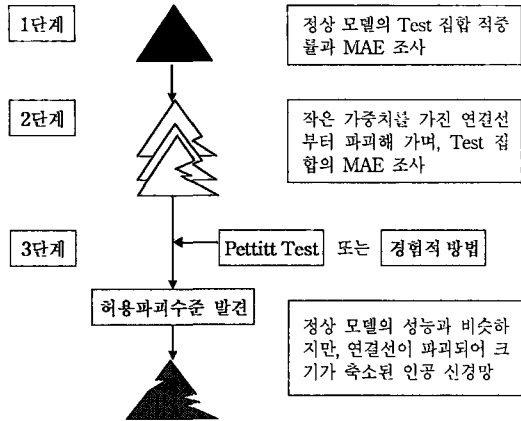 1단계
정상 모델의 Test 집합 적중
률과 MAE 조사
2단계
작은 가중치를 가진 연결선
부터 파괴해 가며, Test 집
합의 MAE 조사
3단계
Pettitt Test 또는 경험적 방법
허용파괴수준 발견
정상 모델의 성능과 비슷하
지만, 연결선이 파괴되어 크
기가 축소된 인공 신경망